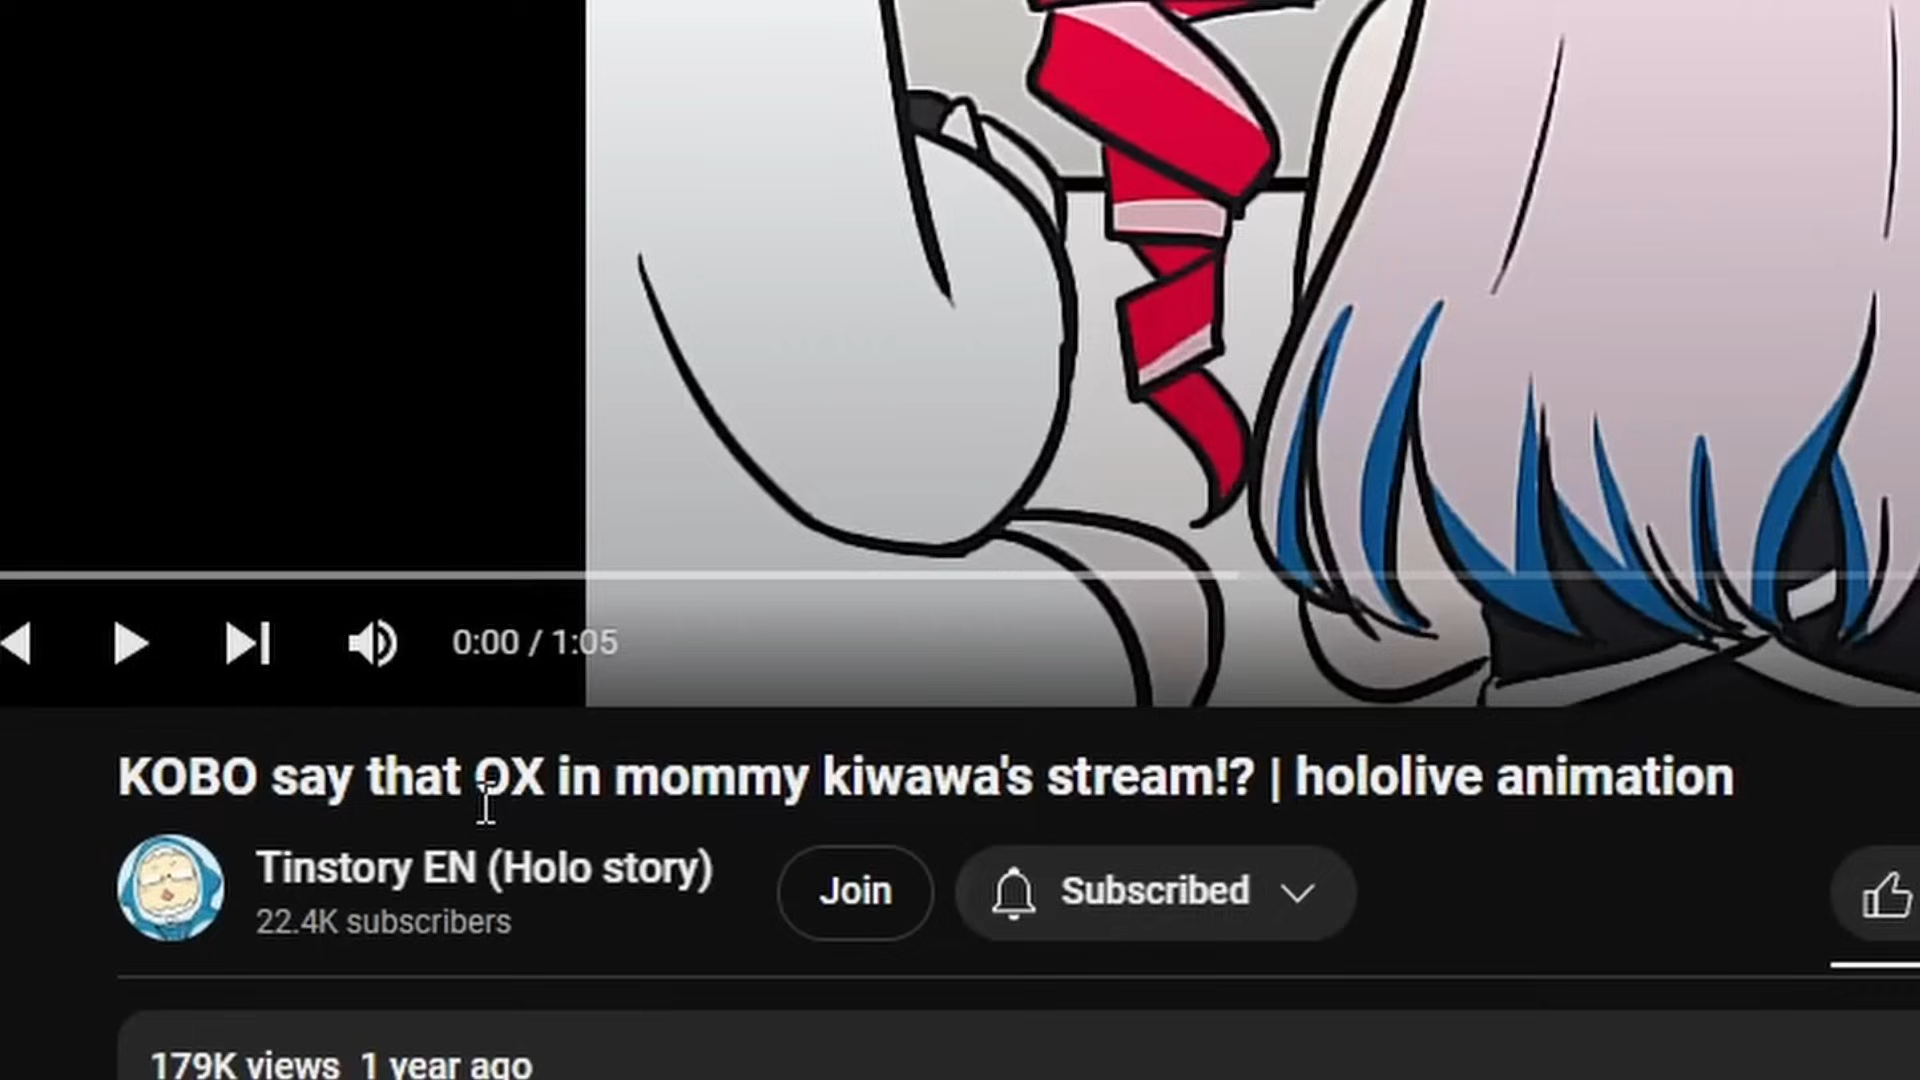 0:00 / 1:05
KOBO say that OX in mommy kiwawa's stream!? | hololive animation
Tinstory EN (Holo story)
22.4K subscribers
Join
Subscribed
179K views 1 year ago